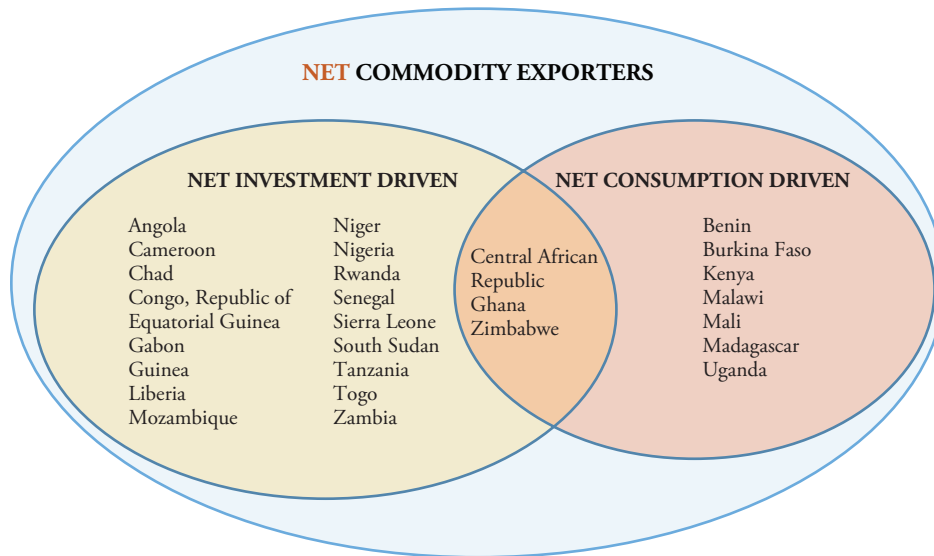 NET COMMODITY EXPORTERS
NET INVESTMENT DRIVEN
Angola
Cameroon
Chad
Congo, Republic of
Equatorial Guinea
Gabon
Guinea
Liberia
Mozambique
Niger
Nigeria
Rwanda
Senegal
Sierra Leone
South Sudan
Tanzania
Togo
Zambia
Central African
Republic
Ghana
Zimbabwe
NET CONSUMPTION DRIVEN
Benin
Burkina Faso
Kenya
Malawi
Mali
Madagascar
Uganda